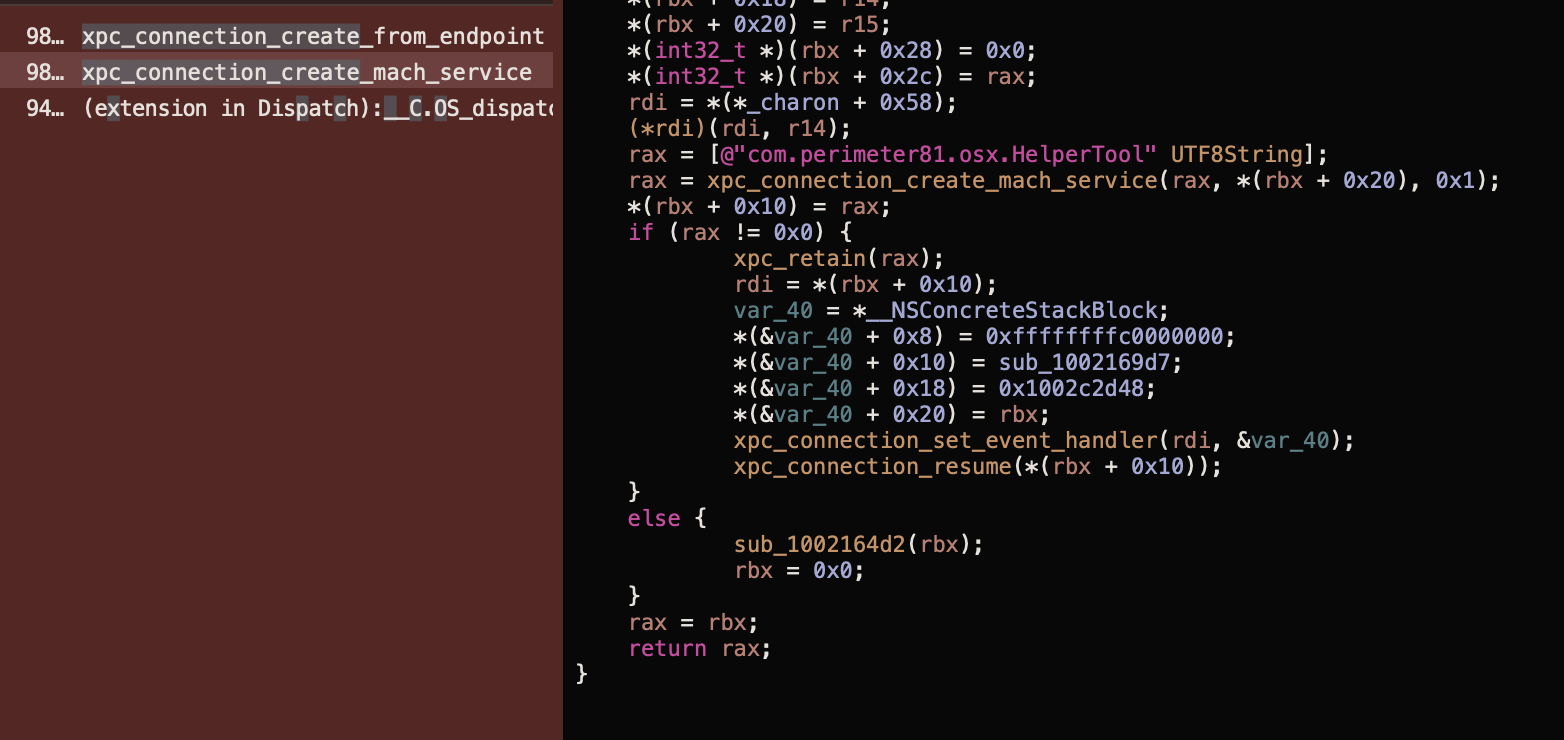 98… xpc_connection_create_from_endpoint
98… xpc_connection_create_mach_service
94… (extension in Dispatch):__C.OS_dispatc
*(rbx + 0x18) = r14;
*(rbx + 0x20) = r15;
*(int32_t *)(rbx + 0x28) = 0x0;
*(int32_t *)(rbx + 0x2c) = rax;
rdi = *(*_charon + 0x58);
(*rdi)(rdi, r14);
rax = [@"com.perimeter81.osx.HelperTool" UTF8String];
rax = xpc_connection_create_mach_service(rax, *(rbx + 0x20), 0x1);
*(rbx + 0x10) = rax;
if (rax != 0x0) {
xpc_retain(rax);
rdi = *(rbx + 0x10);
var_40 = *__NSConcreteStackBlock;
*(&var_40 + 0x8) = 0xffffffffc0000000;
*(&var_40 + 0x10) = sub_1002169d7;
*(&var_40 + 0x18) = 0x1002c2d48;
*(&var_40 + 0x20) = rbx;
xpc_connection_set_event_handler(rdi, &var_40);
xpc_connection_resume(*(rbx + 0x10));
}
else {
sub_1002164d2(rbx);
rbx = 0x0;
}
rax = rbx;
return rax;
}